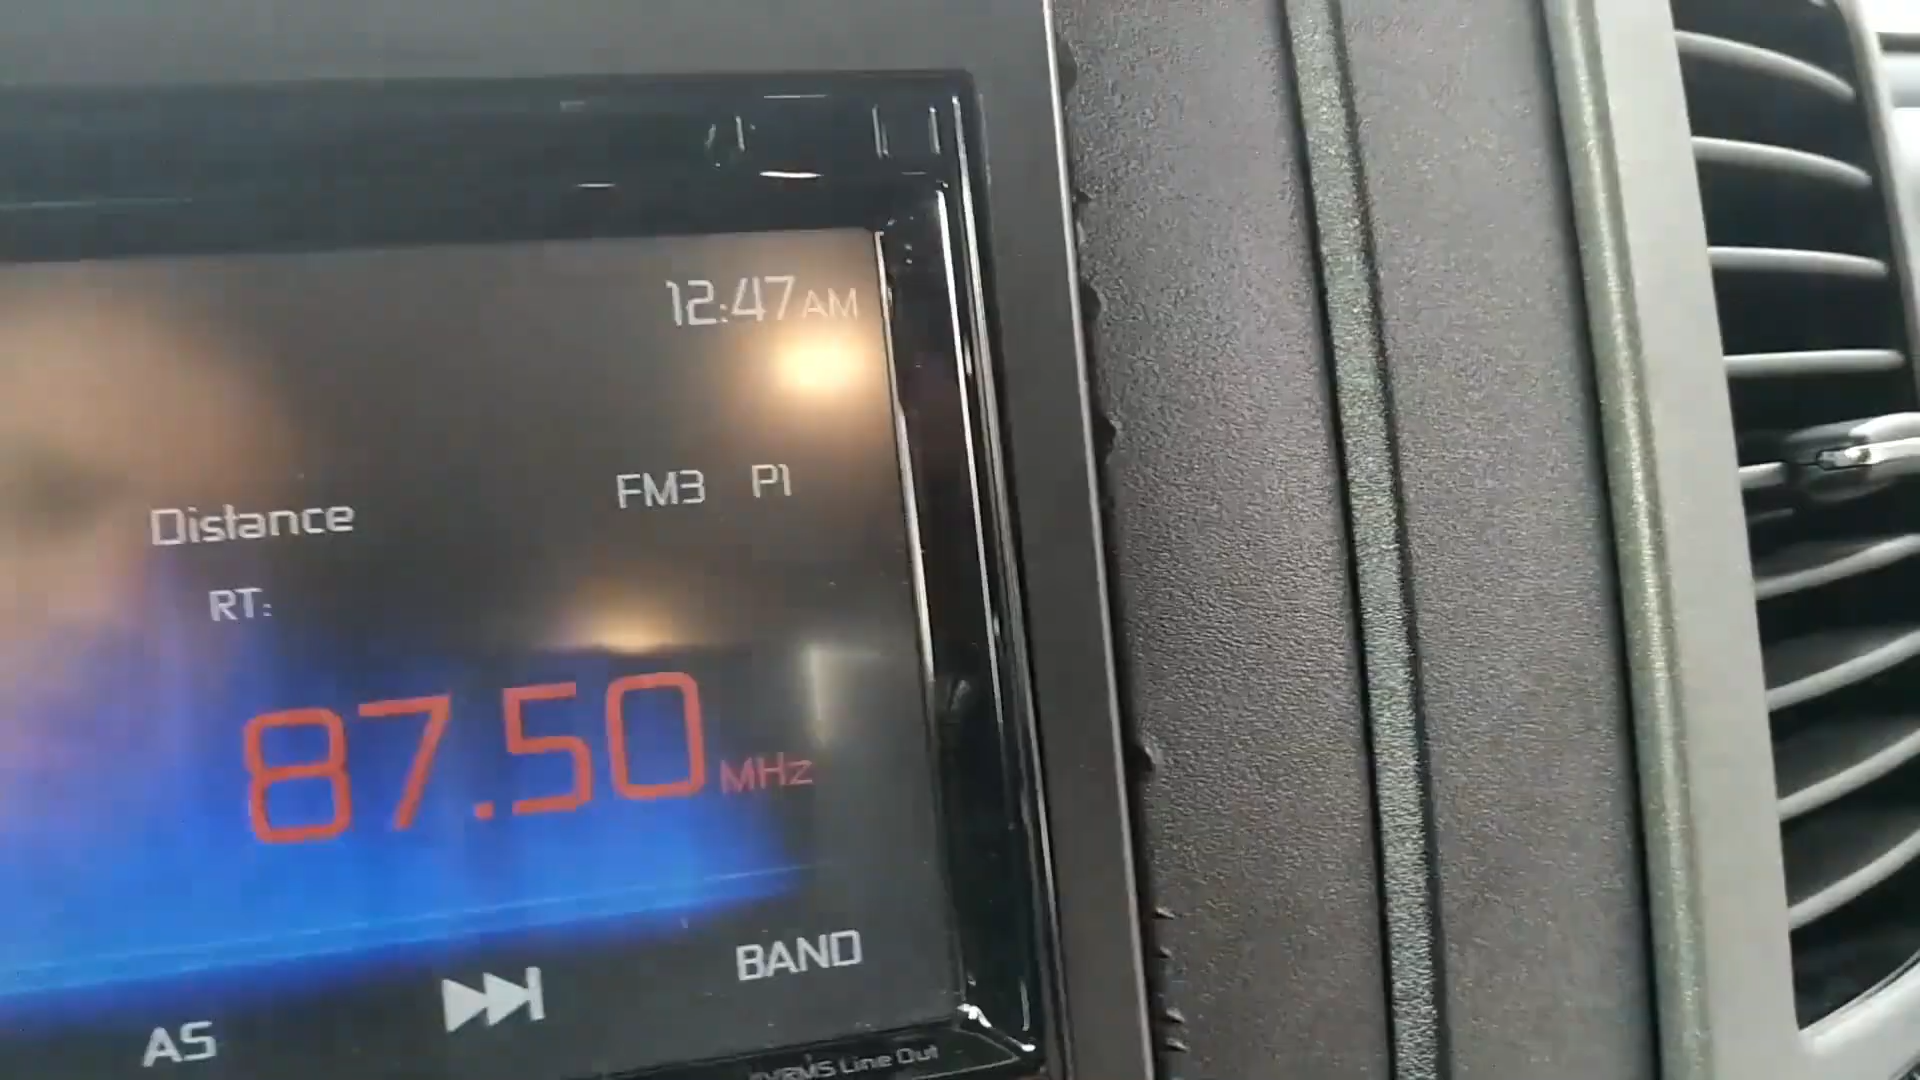 12:47 AM
FM3 P1
Distance
RT:
87.50 MHz
BAND
AS
Line Out